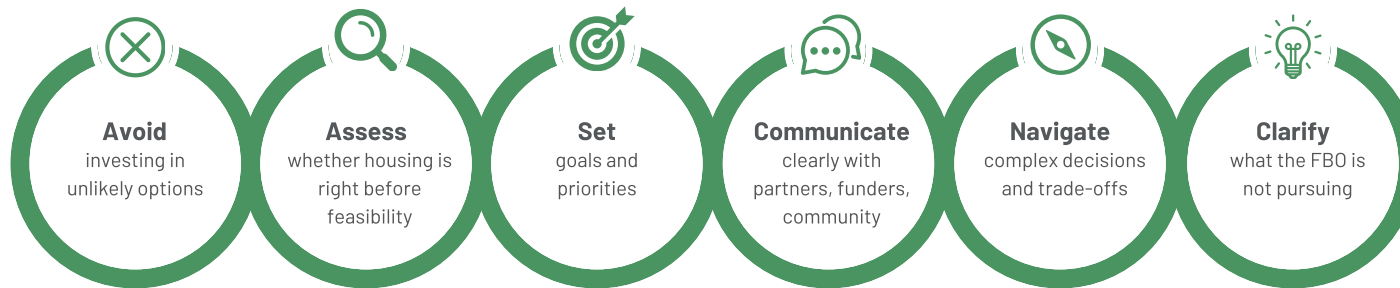 Avoid
investing in
unlikely options
Assess
whether housing is
right before
feasibility
Set
goals and
priorities
Communicate
clearly with
partners, funders,
community
Navigate
complex decisions
and trade-offs
Clarify
what the FBO is
not pursuing